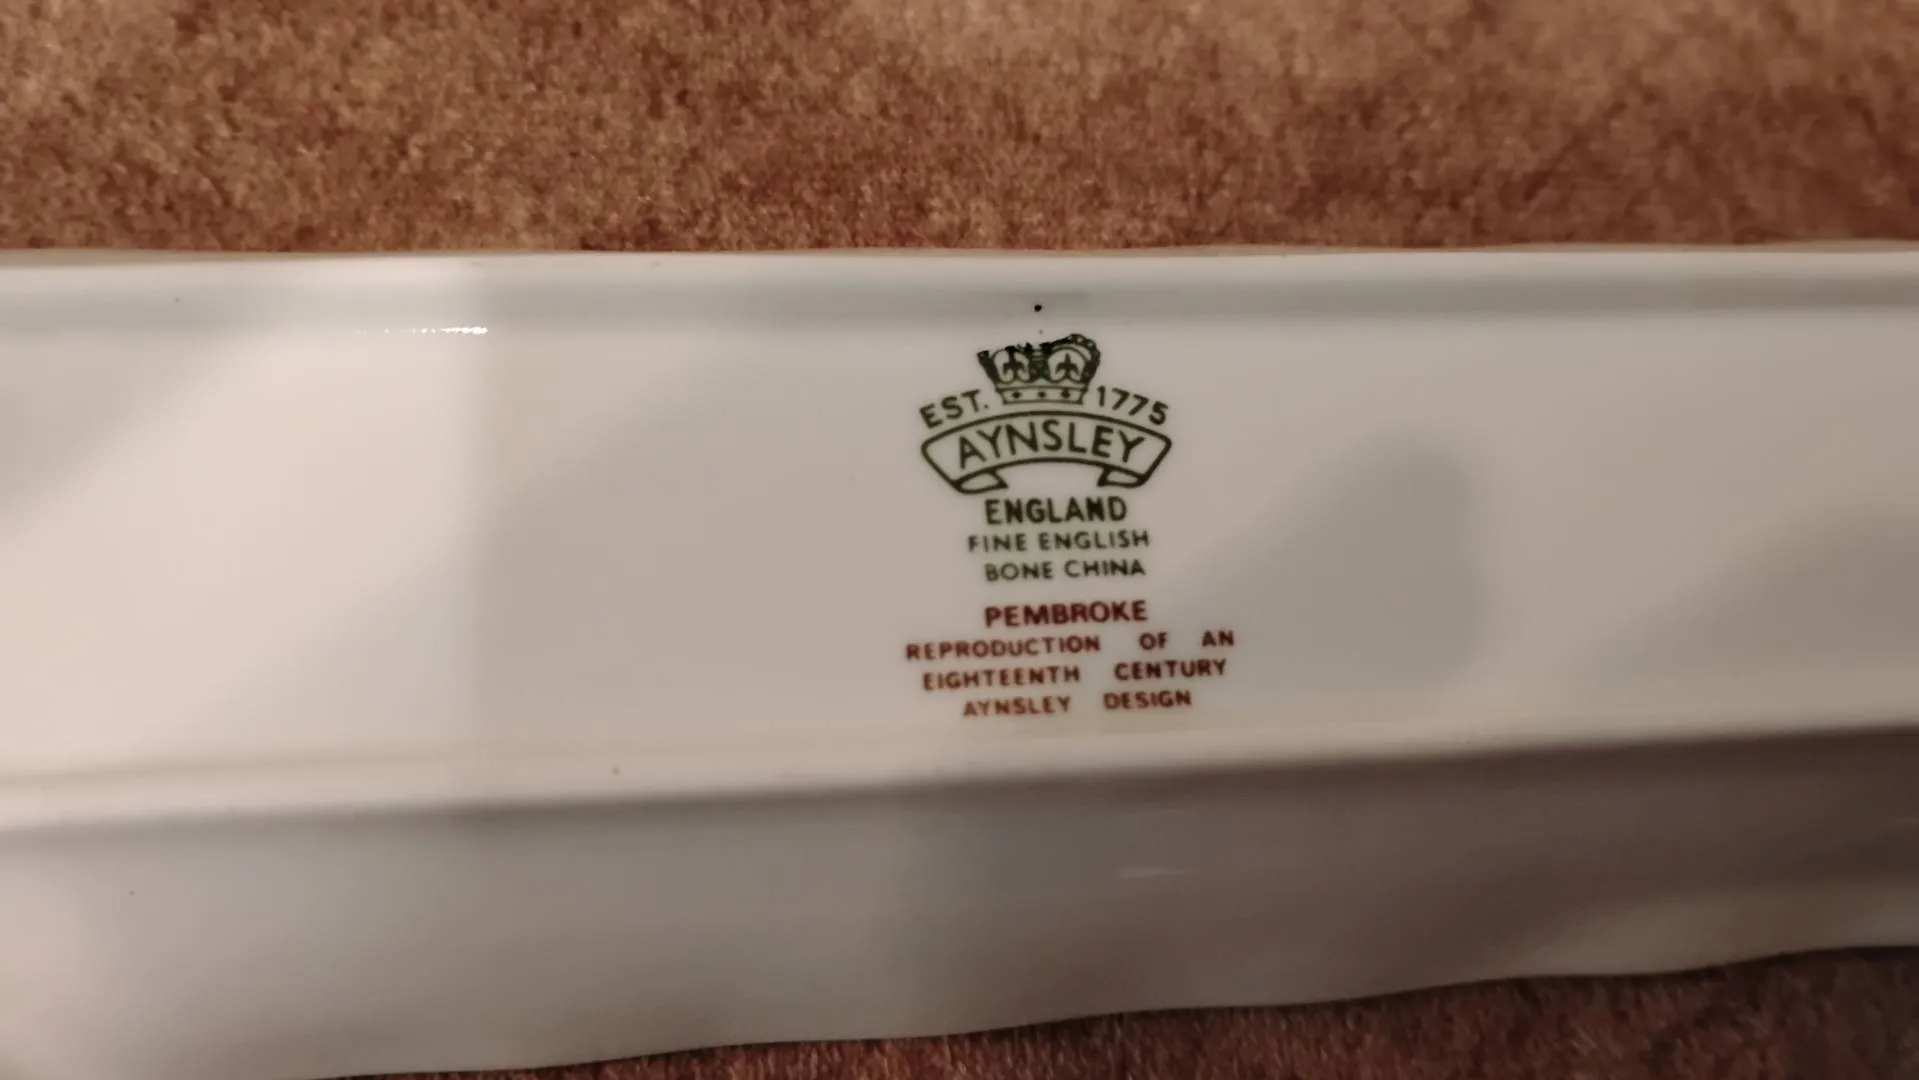 EST. 1775
AYNSLEY
ENGLAND
FINE ENGLISH
BONE CHINA
PEMBROKE
REPRODUCTION OF AN
EIGHTEENTH CENTURY
AYNSLEY DESIGN